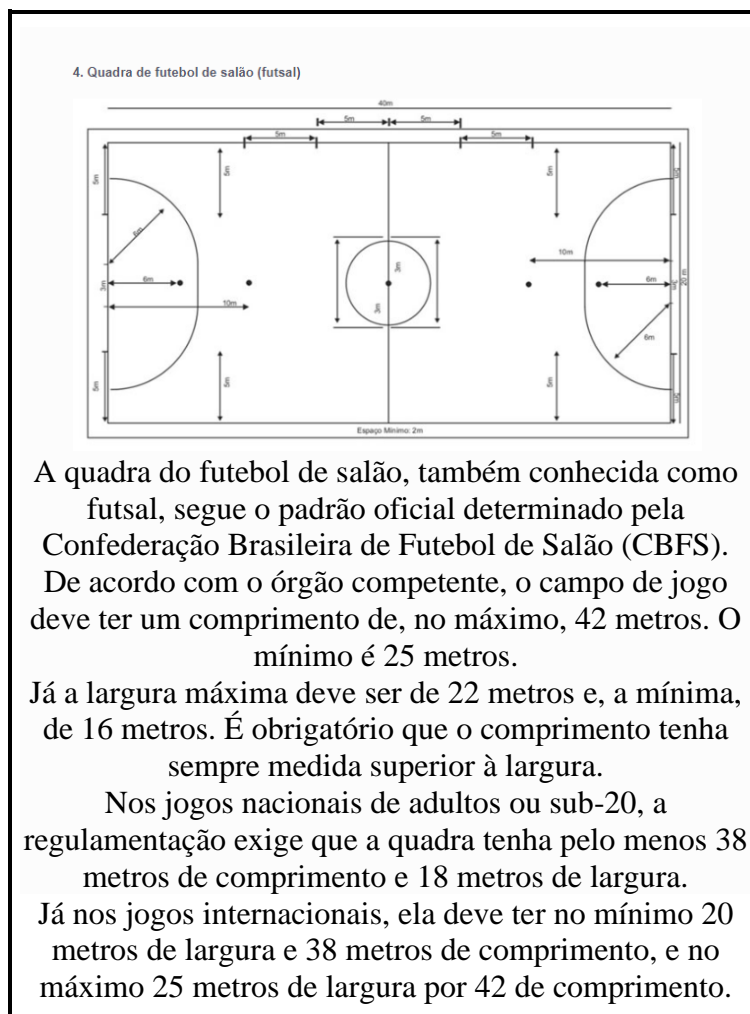 4. Quadra de futebol de salão (futsal)
40m
5m 5m
5m 5m
5m 5m 5m 5m
6m 3m 10m
6m 6m
3m 3m 20 m
10m 3m
6m
5m 5m 5m 5m
Espaço Mínimo: 2m
A quadra do futebol de salão, também conhecida como
futsal, segue o padrão oficial determinado pela
Confederação Brasileira de Futebol de Salão (CBFS).
De acordo com o órgão competente, o campo de jogo
deve ter um comprimento de, no máximo, 42 metros. O
mínimo é 25 metros.
Já a largura máxima deve ser de 22 metros e, a mínima,
de 16 metros. É obrigatório que o comprimento tenha
sempre medida superior à largura.
Nos jogos nacionais de adultos ou sub-20, a
regulamentação exige que a quadra tenha pelo menos 38
metros de comprimento e 18 metros de largura.
Já nos jogos internacionais, ela deve ter no mínimo 20
metros de largura e 38 metros de comprimento, e no
máximo 25 metros de largura por 42 de comprimento.